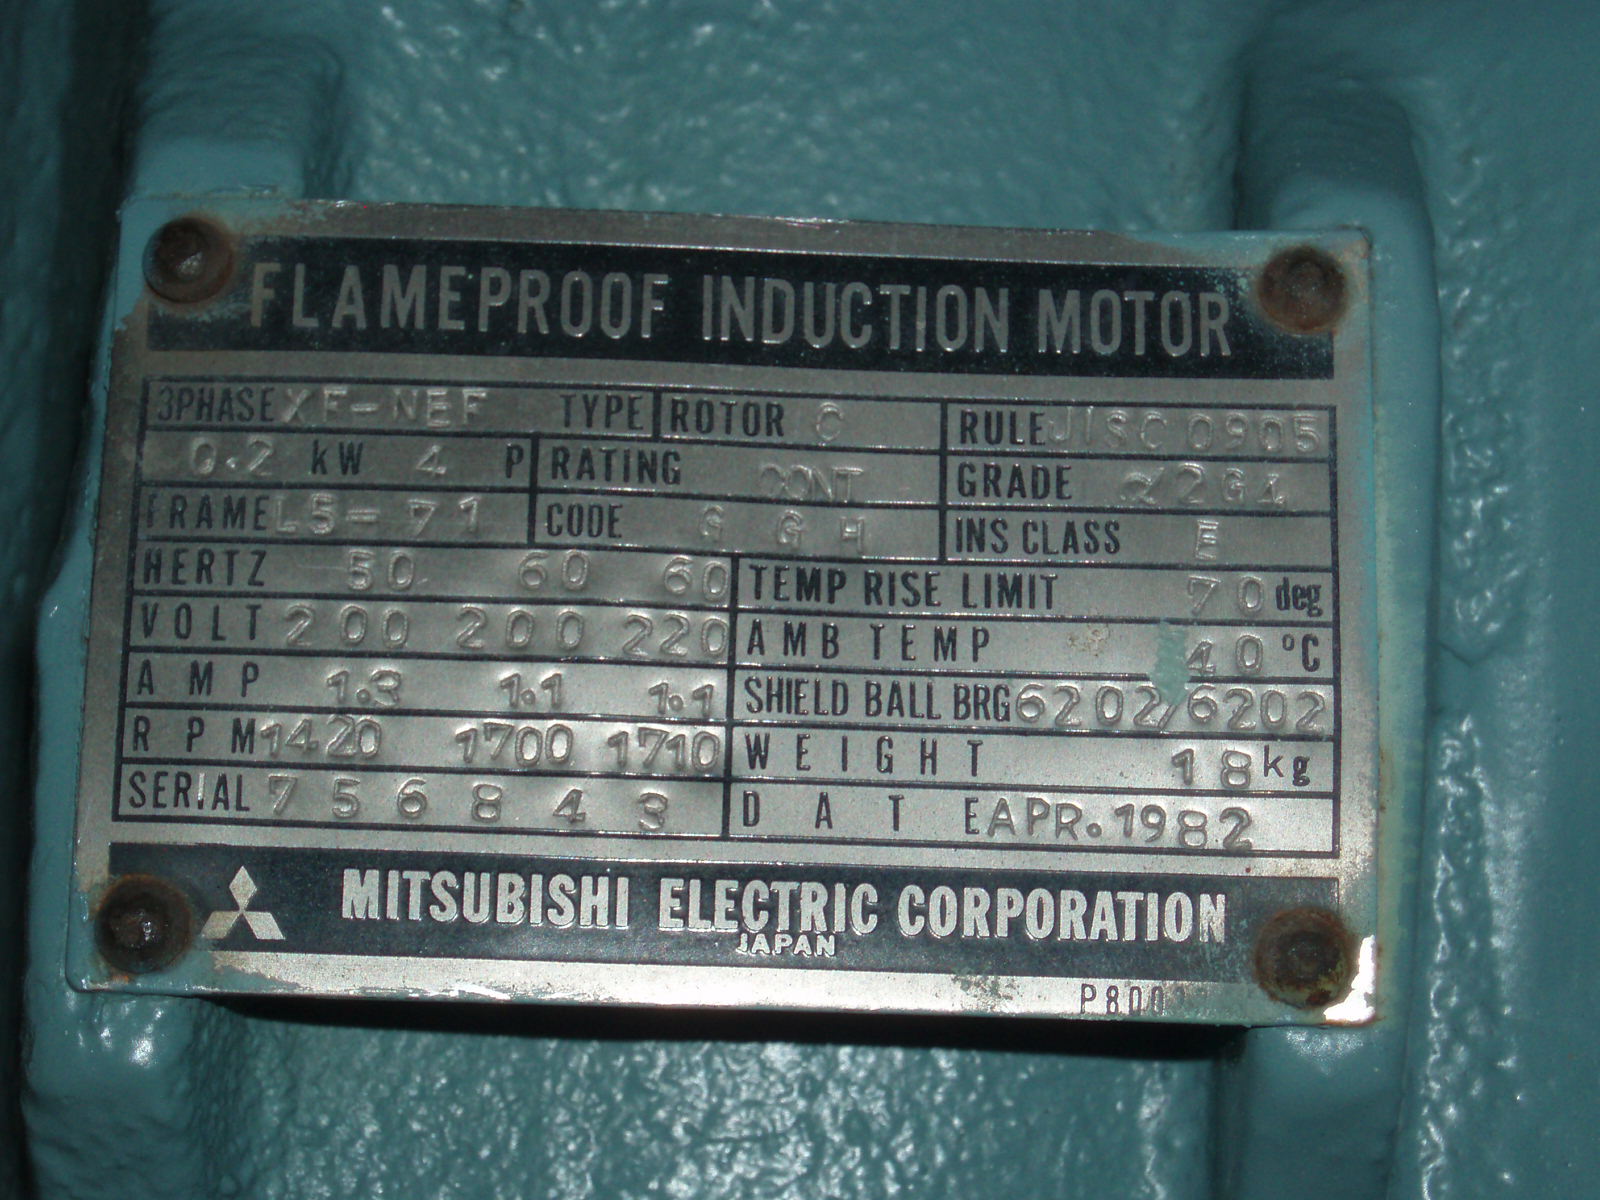 FLAMEPROOF INDUCTION MOTOR
3PHASE XF-NEF TYPE ROTOR C RULE JISC0905
0.2 kW 4 P RATING CONT GRADE α2G4
FRAME L5-71 CODE G G H INS CLASS E
HERTZ 50 60 60 TEMP RISE LIMIT 70 deg
VOLT 200 200 220 AMB TEMP 40 °C
AMP 1.3 1.1 1.1 SHIELD BALL BRG 6202/6202
RPM 1420 1700 1710 WEIGHT 18 kg
SERIAL 756843 DATE APR. 1982
MITSUBISHI ELECTRIC CORPORATION
JAPAN